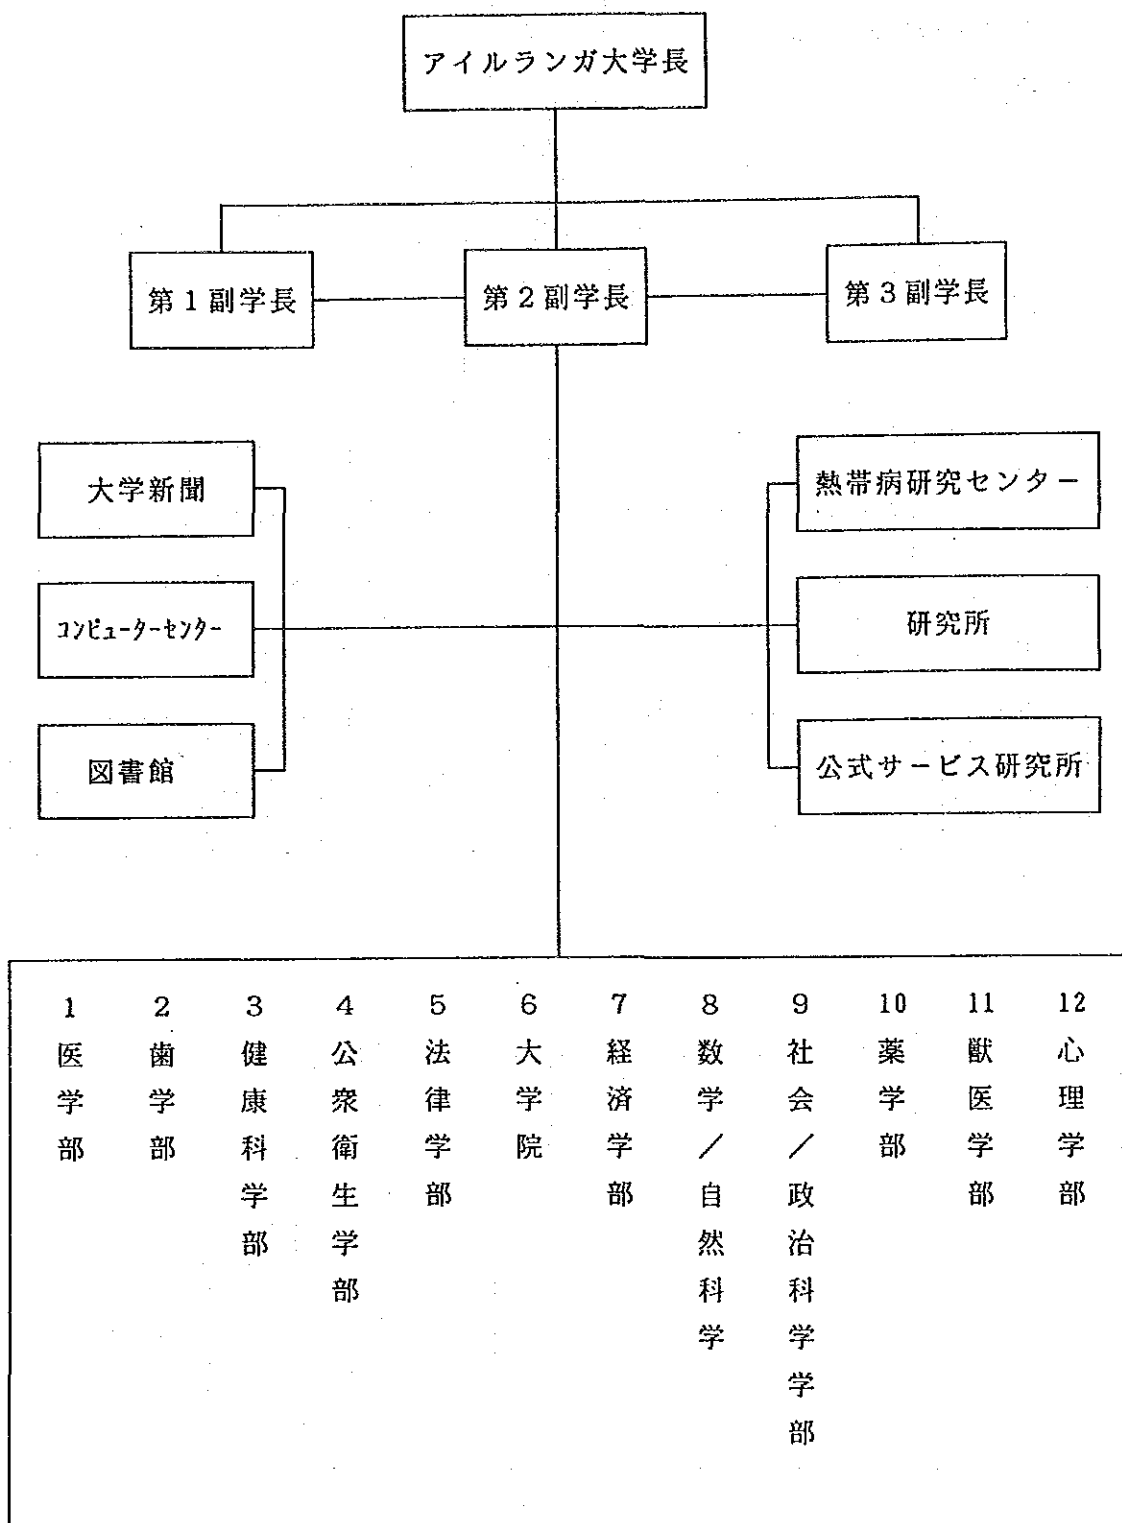 アイルランガ大学長
第1副学長
第2副学長
第3副学長
大学新聞
熱帯病研究センター
コンピューターセンター
研究所
図書館
公式サービス研究所
1 医学部
2 歯学部
3 健康科学部
4 公衆衛生学部
5 法律学部
6 大学院
7 経済学部
8 数学／自然科学
9 社会／政治科学学部
10 薬学部
11 獣医学部
12 心理学部